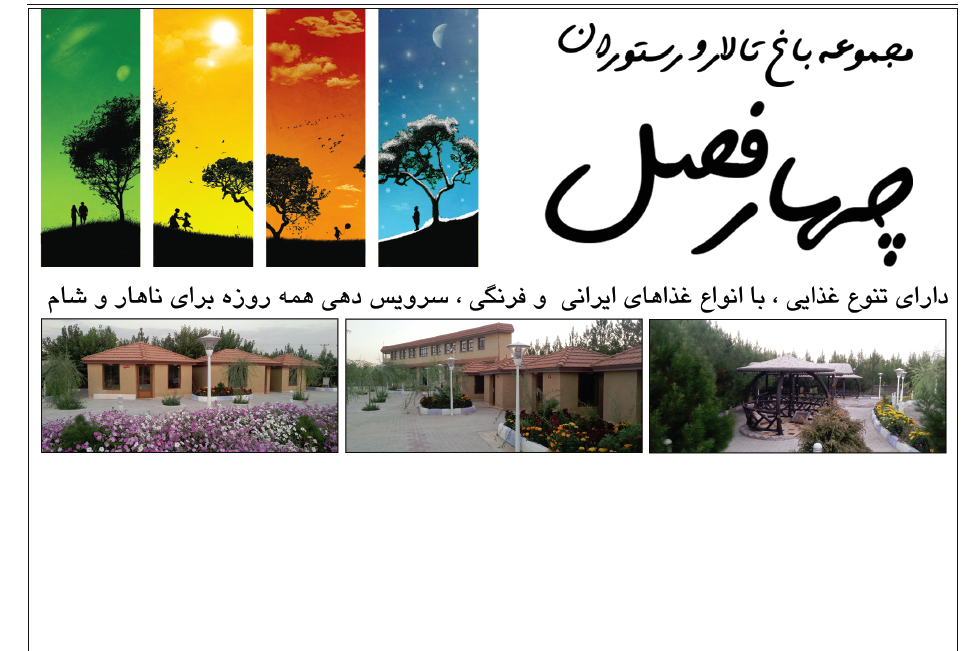 مجموعه باغ تالار و رستوران
چهار فصل
دارای تنوع غذایی ، با انواع غذاهای ایرانی و فرنگی ، سرویس دهی همه روزه برای ناهار و شام